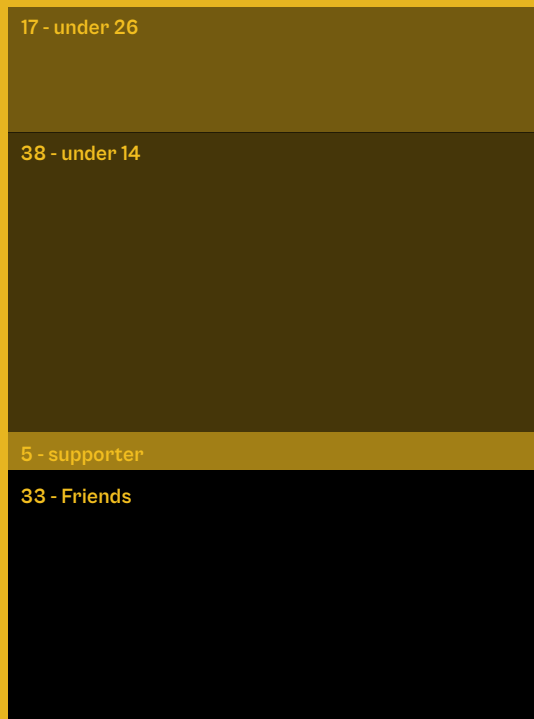 17 - under 26
38 - under 14
5 - supporter
33 - Friends